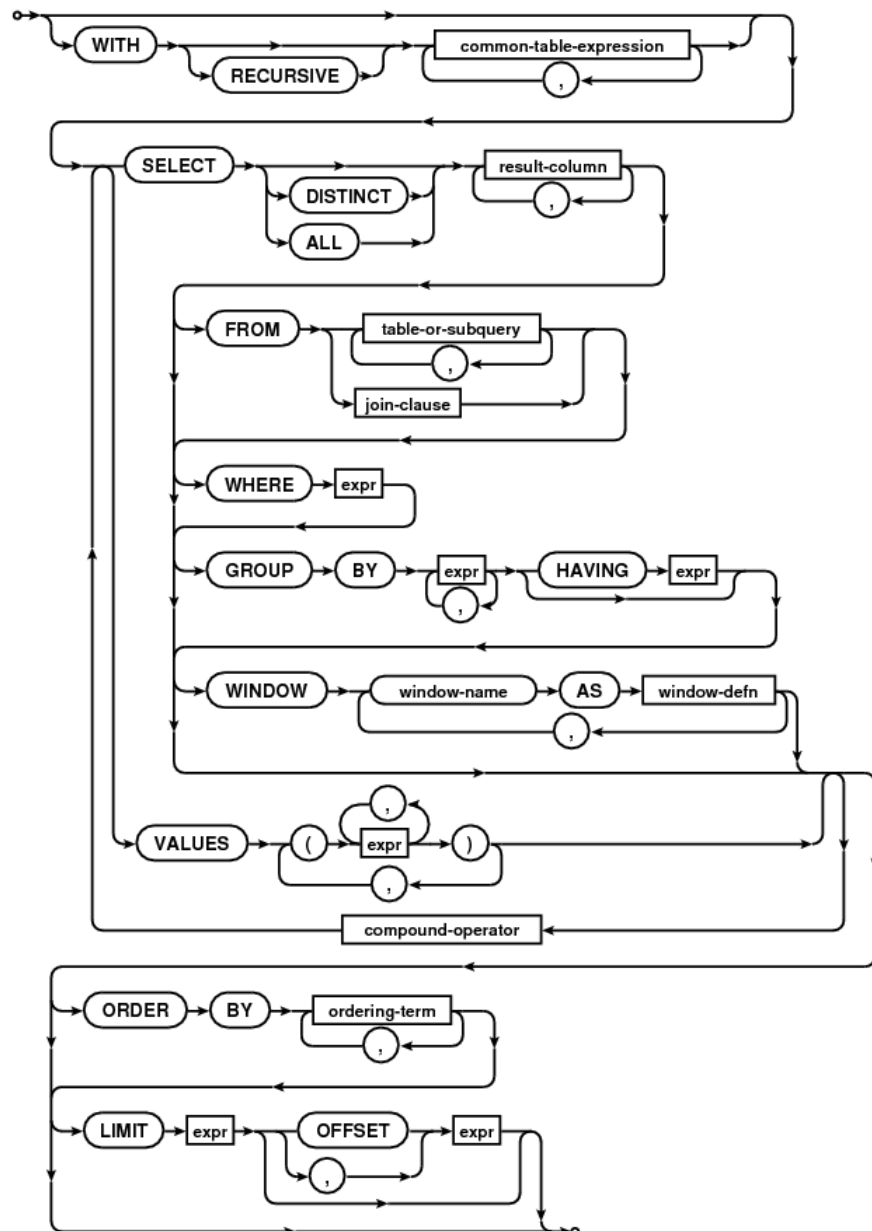 WITH RECURSIVE common-table-expression
,
SELECT DISTINCT ALL result-column
,
FROM table-or-subquery
,
join-clause
WHERE expr
GROUP BY expr HAVING expr
,
WINDOW window-name AS window-defn
,
VALUES ( expr )
,
,
compound-operator
ORDER BY ordering-term
,
LIMIT expr OFFSET expr
,